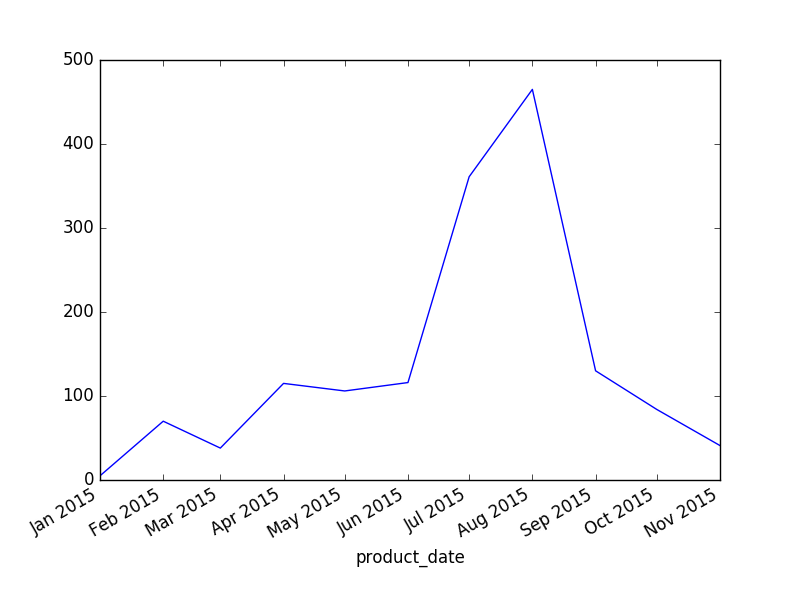 500
400
300
200
100
0
Jan 2015
Feb 2015
Mar 2015
Apr 2015
May 2015
Jun 2015
Jul 2015
Aug 2015
Sep 2015
Oct 2015
Nov 2015
product_date